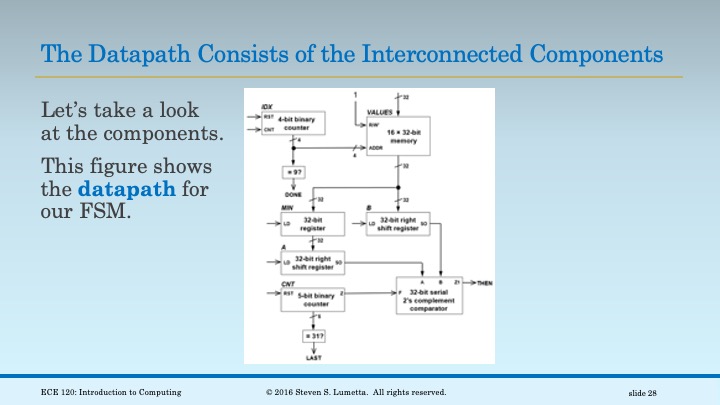 The Datapath Consists of the Interconnected Components
Let's take a look
at the components.
This figure shows
the datapath for
our FSM.
IDX
RST
CNT
4-bit binary
counter
4
= 9?
DONE
1
32
VALUES
R/W
ADDR
16 × 32-bit
memory
4
32
32
32
MIN
LD
32-bit
register
32
B
LD
32-bit right
shift register
SO
A
LD
32-bit right
shift register
SO
CNT
RST
5-bit binary
counter
Z
5
= 31?
LAST
A B Z1
F
32-bit serial
2's complement
comparator
THEN
ECE 120: Introduction to Computing
© 2016 Steven S. Lumetta. All rights reserved.
slide 28